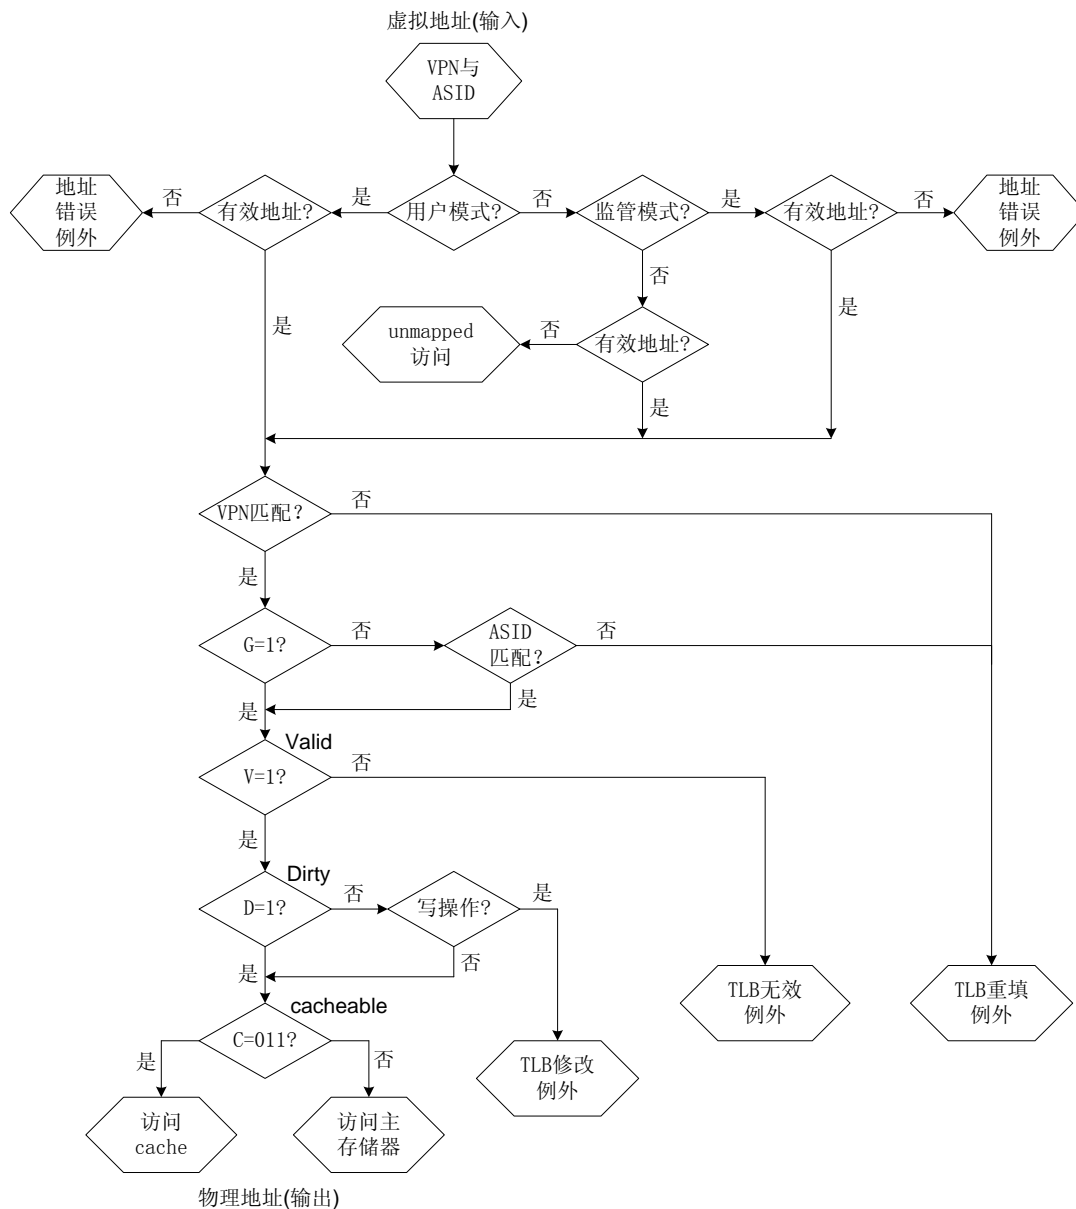 虚拟地址(输入)
VPN与
ASID
地址
错误
例外
否
有效地址?
是
用户模式?
否
监管模式?
是
有效地址?
否
地址
错误
例外
是
否
是
unmapped
访问
否
有效地址?
是
VPN匹配?
否
是
G=1?
否
ASID
匹配?
否
是
是
Valid
V=1?
否
是
Dirty
D=1?
否
写操作?
是
是
否
cacheable
C=011?
是
否
TLB修改
例外
TLB无效
例外
TLB重填
例外
访问
cache
访问主
存储器
物理地址(输出)